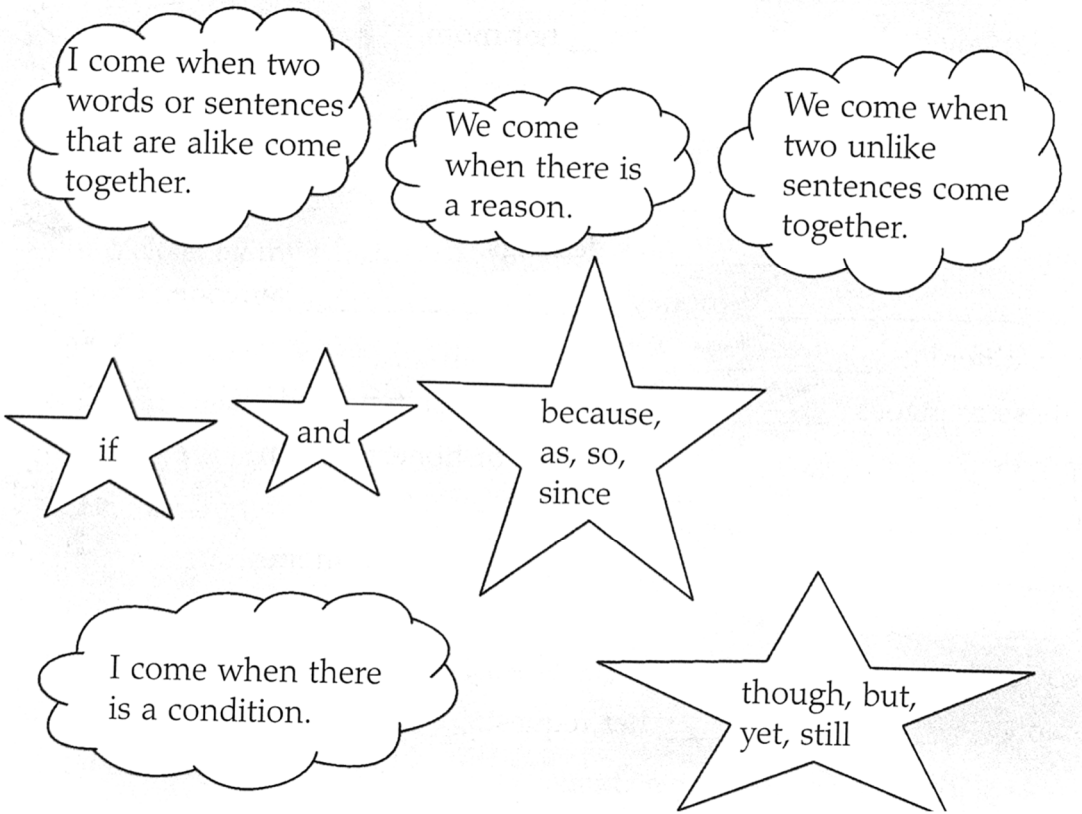 I come when two
words or sentences
that are alike come
together.
We come
when there is
a reason.
We come when
two unlike
sentences come
together.
if
and
because,
as, so,
since
I come when there
is a condition.
though, but,
yet, still